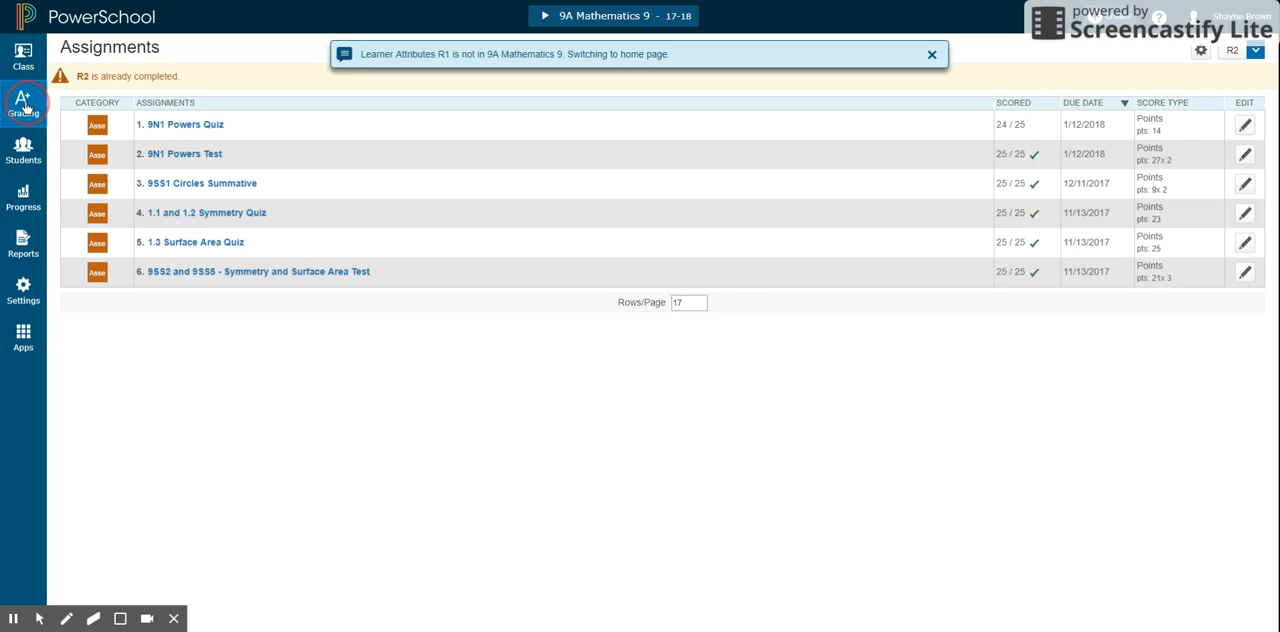 PowerSchool
9A Mathematics 9 - 17-18
powered by
Screencastify Lite
Shayne Brown
Class
Assignments
Learner Attributes R1 is not in 9A Mathematics 9. Switching to home page.
R2
R2 is already completed.
Grading
Students
Progress
Reports
Settings
Apps
CATEGORY ASSIGNMENTS SCORED DUE DATE SCORE TYPE EDIT
Asse 1. 9N1 Powers Quiz 24 / 25 1/12/2018 Points
pts: 14
Asse 2. 9N1 Powers Test 25 / 25 1/12/2018 Points
pts: 27x 2
Asse 3. 9SS1 Circles Summative 25 / 25 12/11/2017 Points
pts: 9x 2
Asse 4. 1.1 and 1.2 Symmetry Quiz 25 / 25 11/13/2017 Points
pts: 23
Asse 5. 1.3 Surface Area Quiz 25 / 25 11/13/2017 Points
pts: 25
Asse 6. 9SS2 and 9SS5 - Symmetry and Surface Area Test 25 / 25 11/13/2017 Points
pts: 21x 3
Rows/Page 17